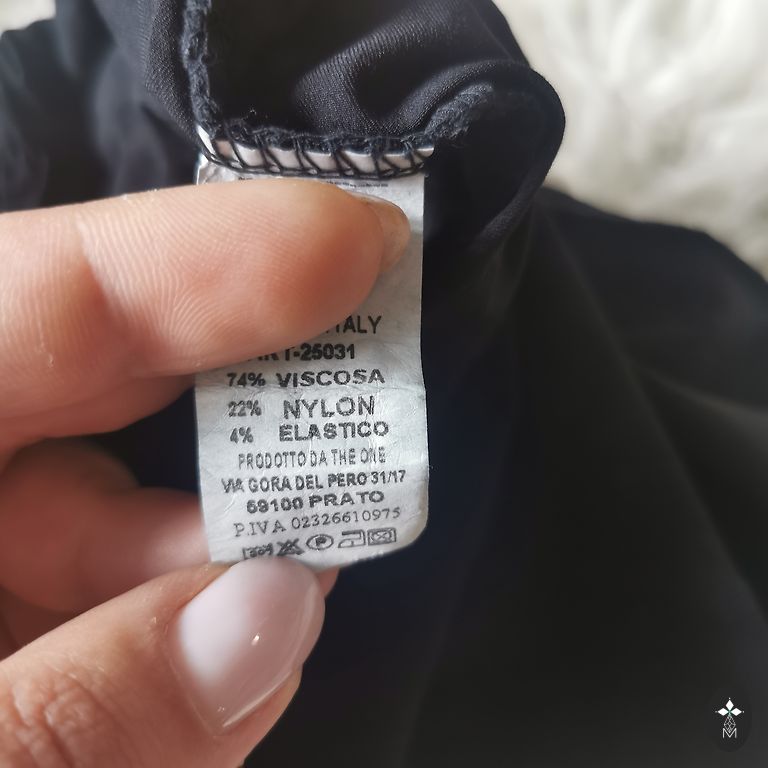 ITALY
ART-25031
74% VISCOSA
22% NYLON
4% ELASTICO
PRODOTTO DA THE ONE
VIA GORA DEL PERO 31/17
59100 PRATO
P.IVA 02326610975
P
M